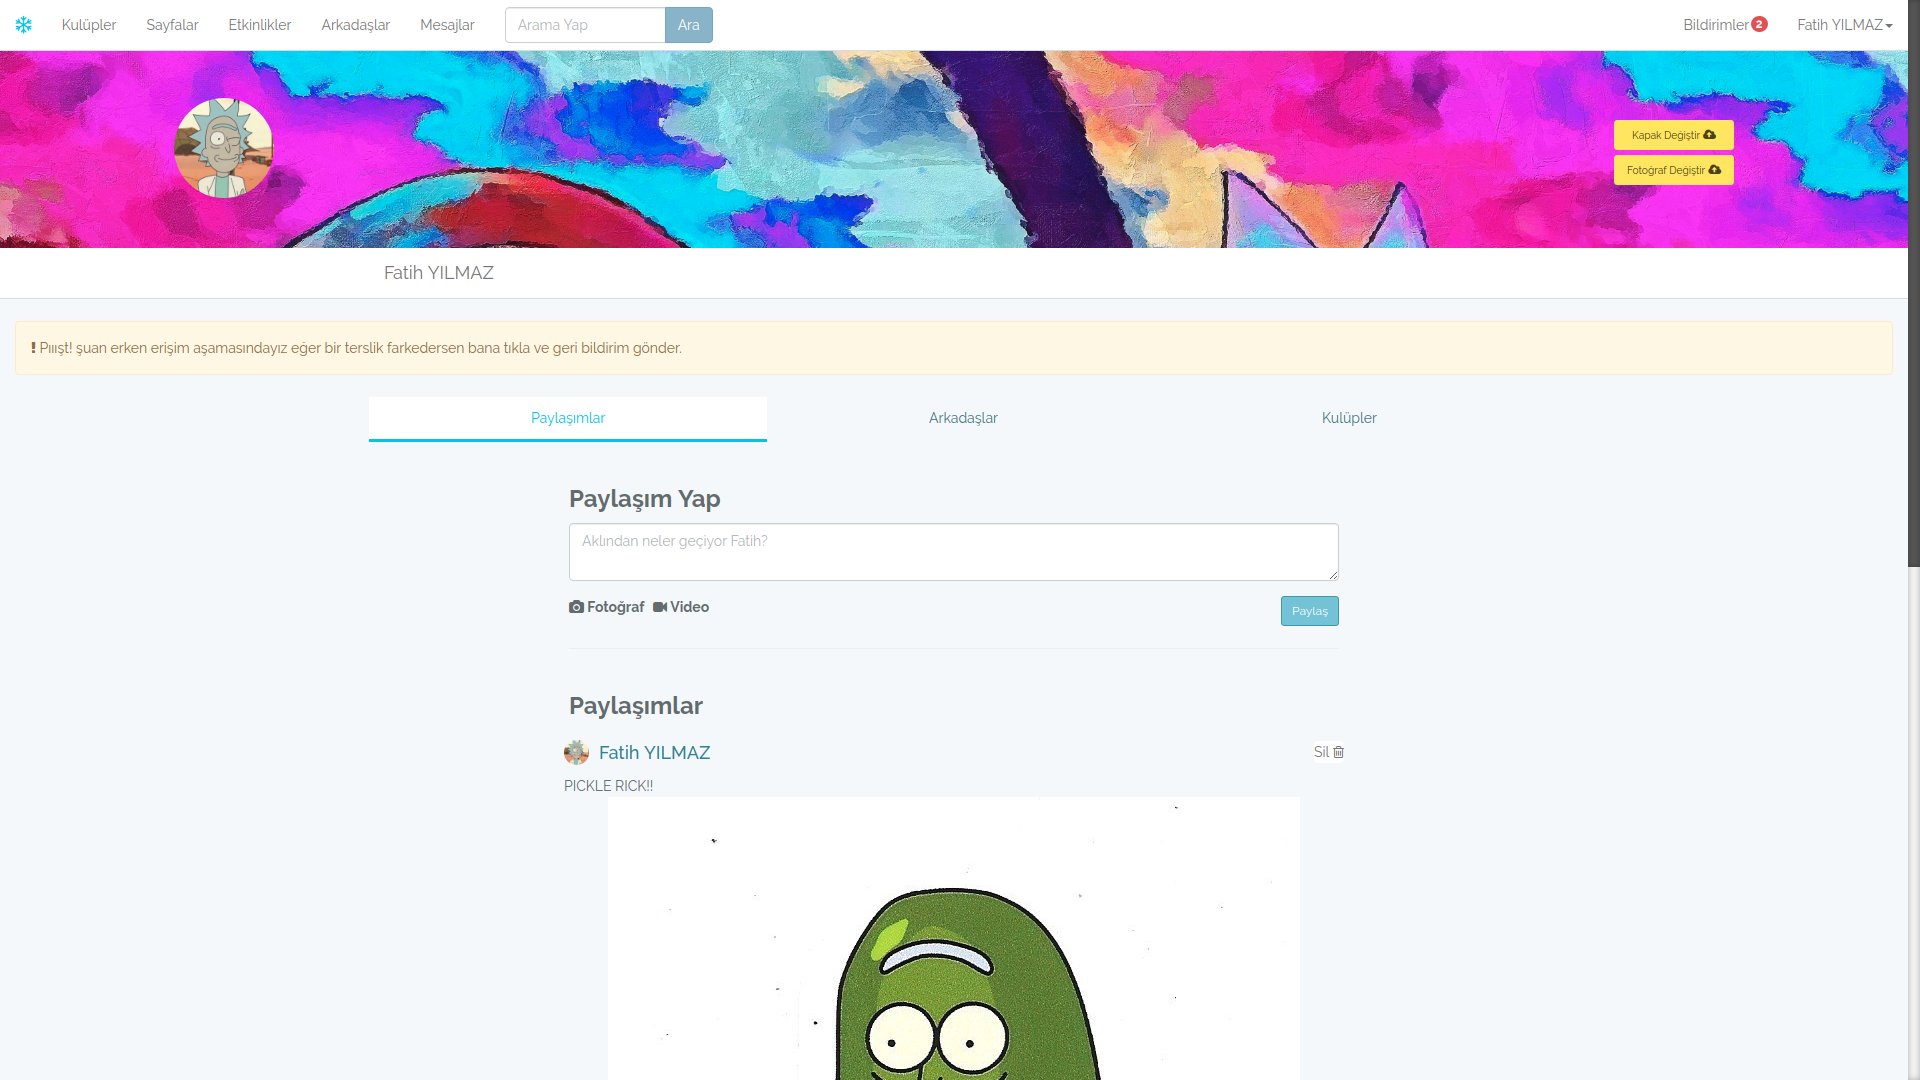 Kulüpler Sayfalar Etkinlikler Arkadaşlar Mesajlar Arama Yap Ara Bildirimler 2 Fatih YILMAZ
Kapak Değiştir
Fotoğraf Değiştir
Fatih YILMAZ
! Pıııştı! şuan erken erişim aşamasındayız eğer bir terslik farkedersen bana tıkla ve geri bildirim gönder.
Paylaşımlar Arkadaşlar Kulüpler
Paylaşım Yap
Aklından neler geçiyor Fatih?
Fotoğraf Video Paylaş
Paylaşımlar
Fatih YILMAZ Sil
PICKLE RICK!!